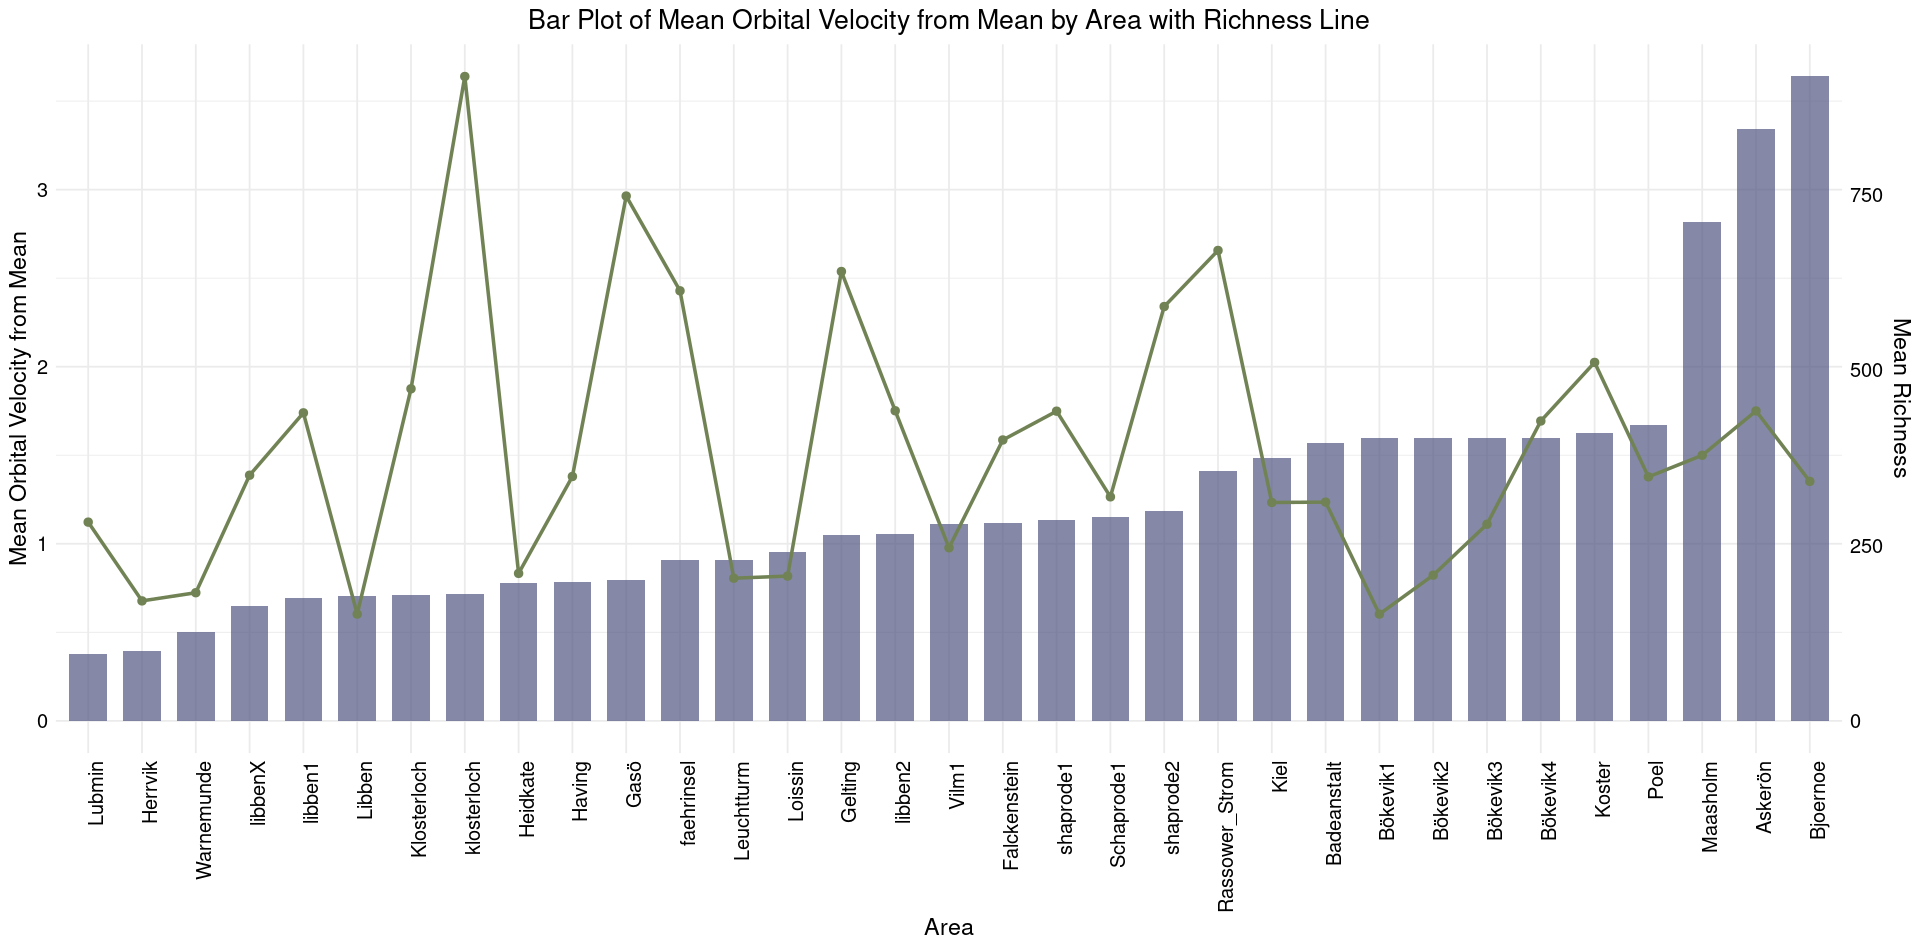 Bar Plot of Mean Orbital Velocity from Mean by Area with Richness Line
Mean Orbital Velocity from Mean
3
2
1
0
750
500
250
0
Mean Richness
Lubmin
Herrvik
Warnemunde
libbenX
libben1
Libben
Klosterloch
klosterloch
Heidkate
Having
Gasö
faehrinsel
Leuchtturm
Loissin
Gelting
libben2
Vilm1
Falckenstein
shaprode1
Schaprode1
shaprode2
Rassower_Strom
Kiel
Badeanstalt
Bökevik1
Bökevik2
Bökevik3
Bökevik4
Koster
Poel
Maasholm
Askerön
Bjoernoe
Area